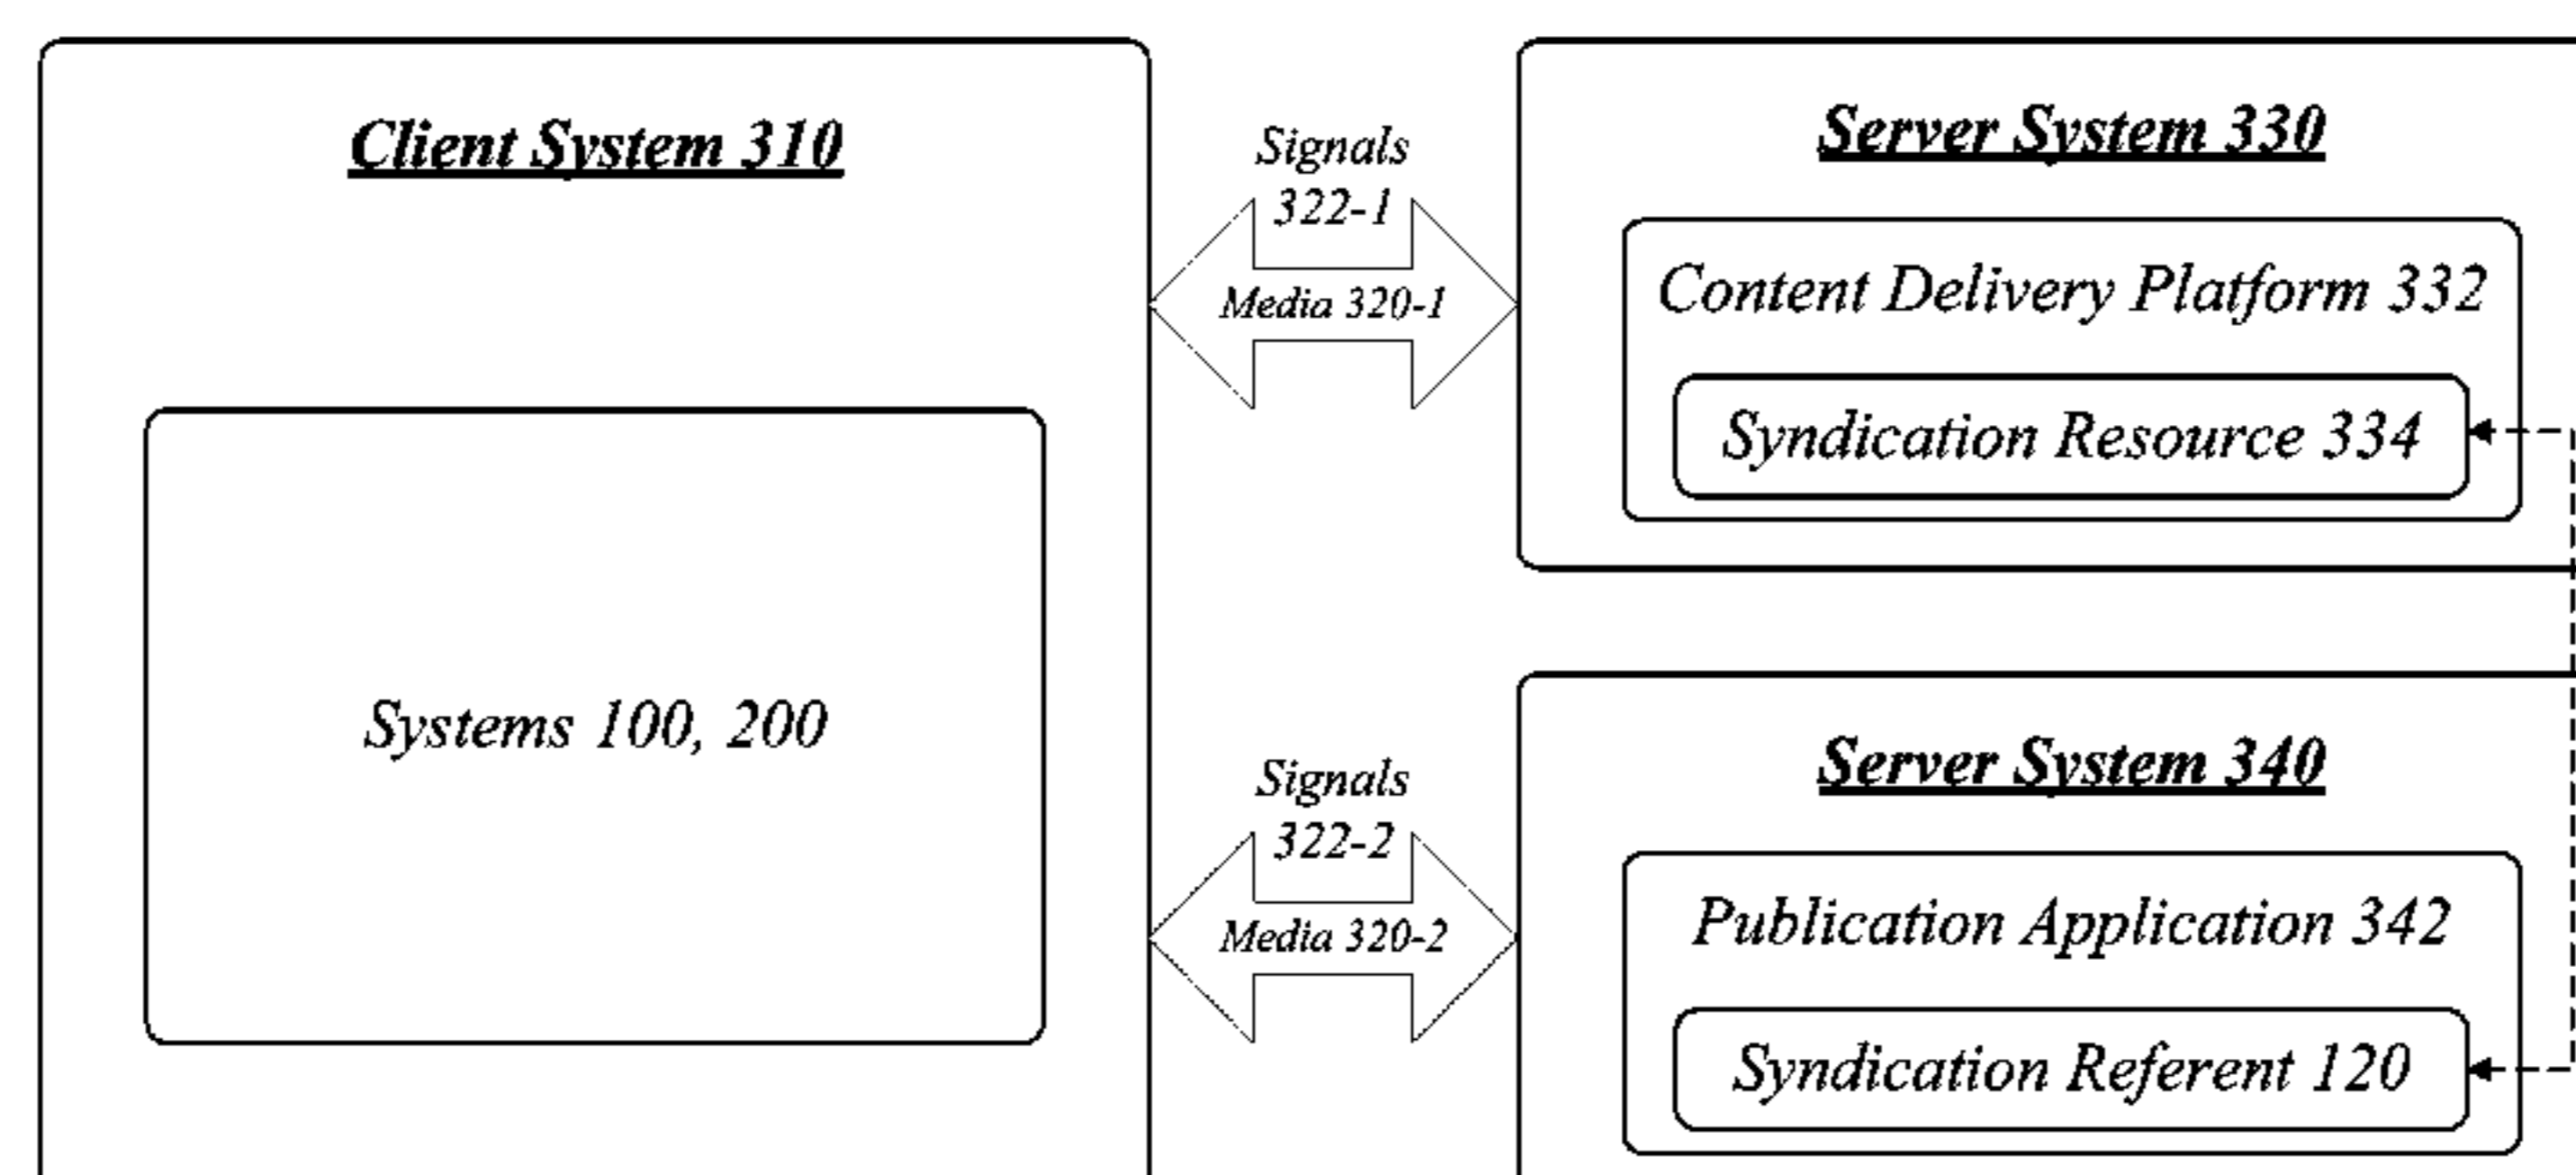 Client System 310
Systems 100, 200
Signals
322-1
Media 320-1
Signals
322-2
Media 320-2
Server System 330
Content Delivery Platform 332
Syndication Resource 334
Server System 340
Publication Application 342
Syndication Referent 120